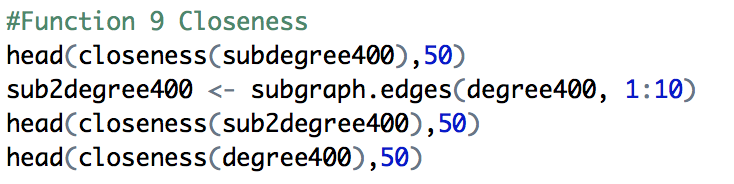 #Function 9 Closeness
head(closeness(subdegree400),50)
sub2degree400 <- subgraph.edges(degree400, 1:10)
head(closeness(sub2degree400),50)
head(closeness(degree400),50)